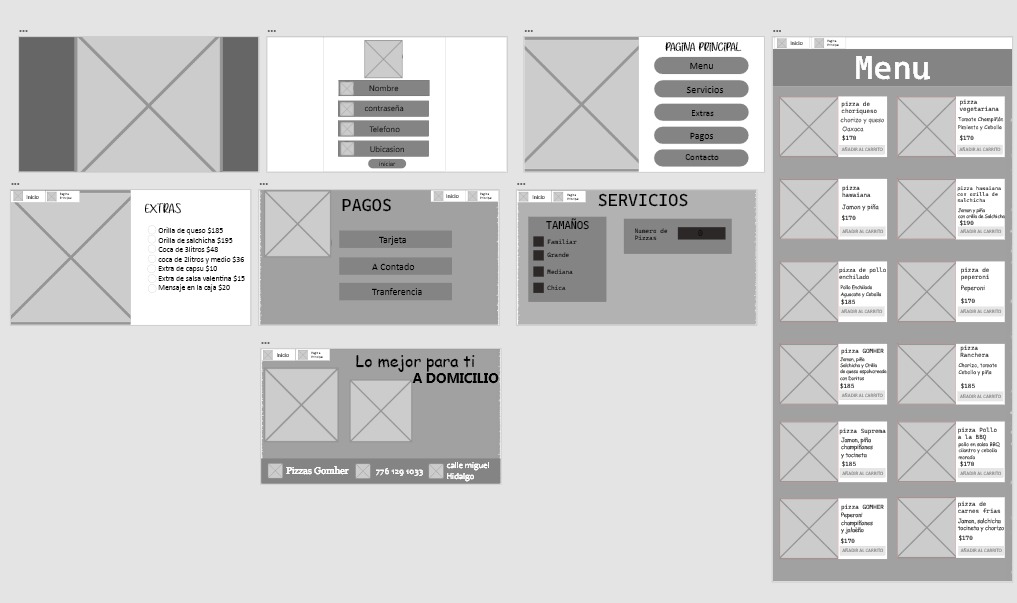 Nombre
contraseña
Telefono
Ubicasion
iniciar
PAGINA PRINCIPAL
Menu
Servicios
Extras
Pagos
Contacto
Inicio
Menu
pizza de
choriqueso
chorizo y queso
Oaxaca
$170
AÑADIR AL CARRITO
pizza
vegetariana
Tomate Champiñón
Pimienta y Cebolla
$170
AÑADIR AL CARRITO
pizza
hawaiana
Jamon y piña
$170
AÑADIR AL CARRITO
pizza hawaiana
con orilla de
salchicha
Jamon y piña
con orilla de Salchicha
$190
AÑADIR AL CARRITO
pizza de pollo
enchilado
Pollo Enchilado
Aguacate y Cebolla
$185
AÑADIR AL CARRITO
pizza de
peperoni
Peperoni
$170
AÑADIR AL CARRITO
pizza GOMHER
Jamon, piña
Salchicha y Orilla
de queso espolvoreado
con Doritos
$185
AÑADIR AL CARRITO
pizza
Ranchera
Chorizo, tomate
Cebolla y piña
$185
AÑADIR AL CARRITO
pizza Suprema
Jamon, piña
champiñones
y tocineta
$185
AÑADIR AL CARRITO
pizza Pollo
a la BBQ
pollo en salsa BBQ
cilantro y cebolla
morada
$170
AÑADIR AL CARRITO
pizza GOMHER
Peperoni
champiñones
y jalapeño
$170
AÑADIR AL CARRITO
pizza de
carnes frias
Jamon, salchicha
tocineta y chorizo
$170
AÑADIR AL CARRITO
Inicio
EXTRAS
Orilla de queso $185
Orilla de salchicha $195
Coca de 3litros $48
coca de 2litros y medio $36
Extra de capsu $10
Extra de salsa valentina $15
Mensaje en la caja $20
Inicio
PAGOS
Tarjeta
A Contado
Tranferencia
Inicio
SERVICIOS
TAMAÑOS
Familiar
Grande
Mediana
Chica
Numero de
Pizzas
0
Inicio
Lo mejor para ti
A DOMICILIO
Pizzas Gomher
776 129 1033
calle miguel
Hidalgo